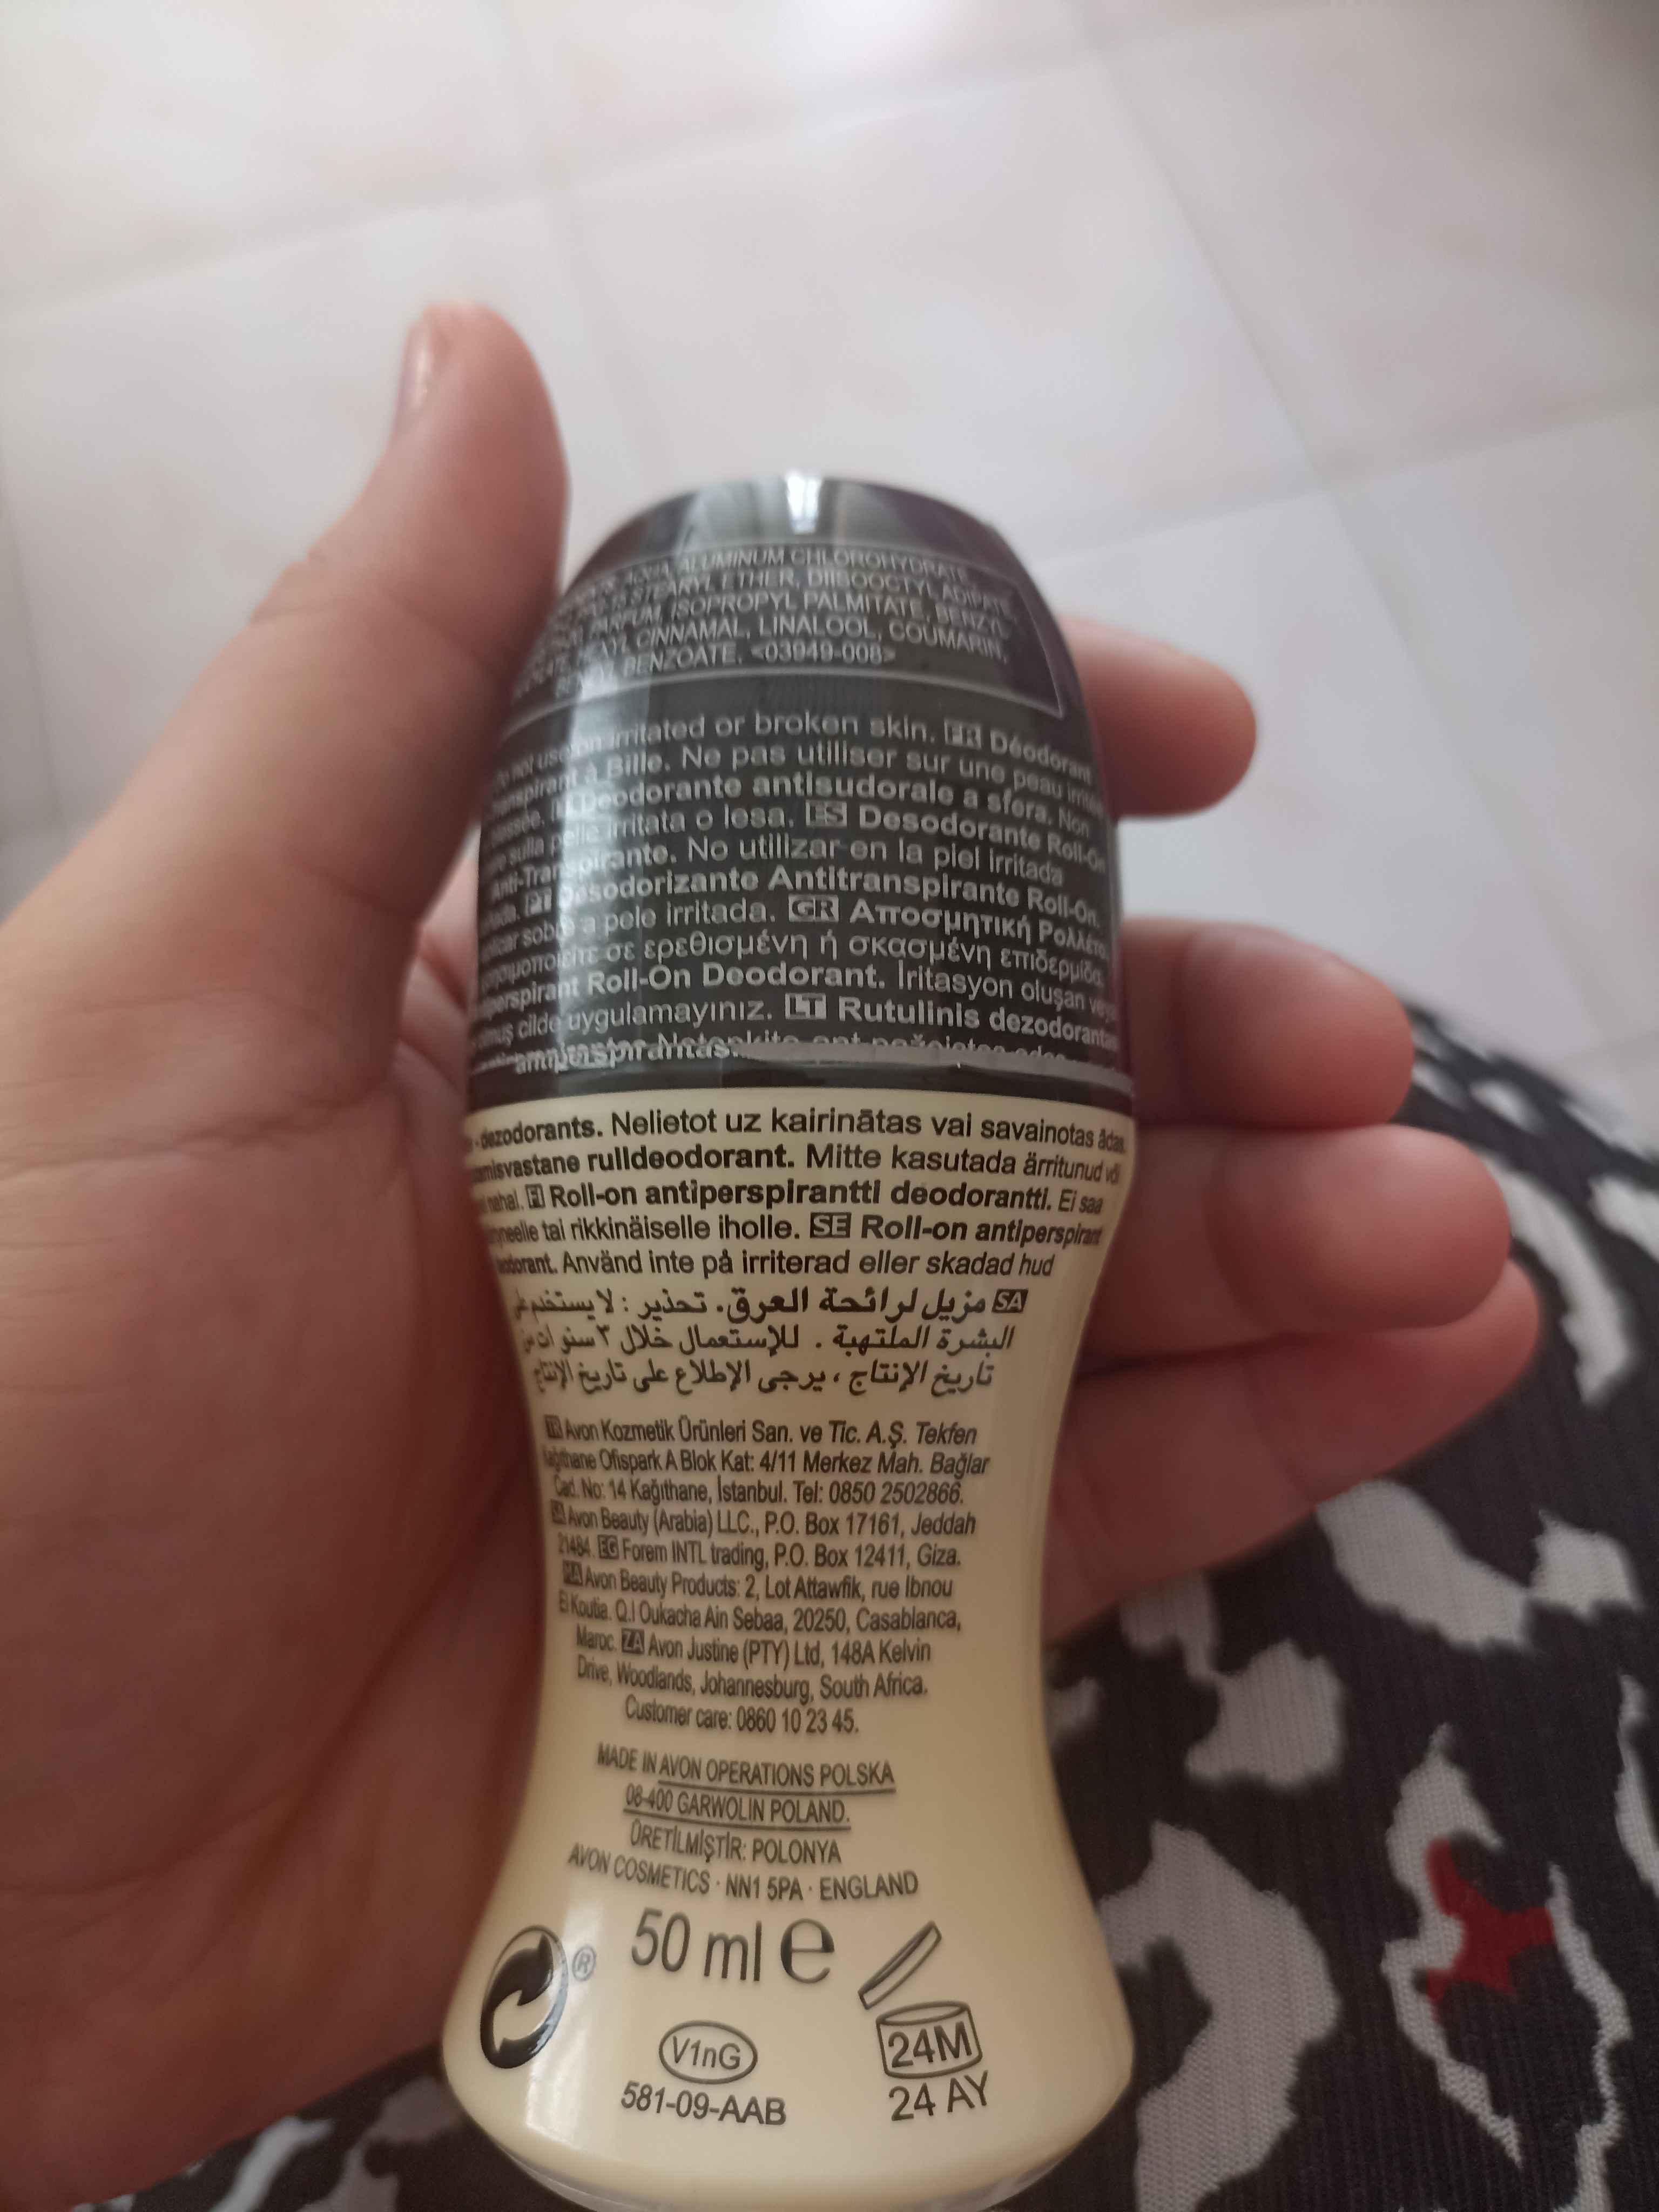 AQUA, ALUMINUM CHLOROHYDRATE,
STEARYL ETHER, DIISOOCTYL ADIPATE,
PARFUM, ISOPROPYL PALMITATE, BENZYL
CINNAMAL, LINALOOL, COUMARIN,
BENZOATE. <03949-008>
not use on irritated or broken skin. FR Déodorant
à Bille. Ne pas utiliser sur une peau
Deodorante antisudorale a sfera. Non
sulla pelle irritata o lesa. ES Desodorante Roll-On
Anti-Transpirante. No utilizar en la piel irritada
PT Desodorizante Antitranspirante Roll-On.
sobre a pele irritada. GR Αποσμητική Ρολλέτα
σε ερεθισμένη ή σκασμένη επιδερμίδα.
Roll-On Deodorant. İritasyon oluşan
cilde uygulamayınız. LT Rutulinis dezodorantas
antiperspirantas.
dezodorants. Nelietot uz kairinātas vai savainotas ādas.
rulldeodorant. Mitte kasutada ärritunud või
nahal. FI Roll-on antiperspirantti deodorantti. Ei saa
tai rikkinäiselle iholle. SE Roll-on antiperspirant
Använd inte på irriterad eller skadad hud
SA مزيل لرائحة العرق. تحذير : لا يستخدم على
البشرة الملتهبة . للإستعمال خلال ٣ سنوات من
تاريخ الإنتاج ، يرجى الإطلاع على تاريخ الإنتاج
TR Avon Kozmetik Ürünleri San. ve Tic. A.Ş. Tekfen
Kağıthane Ofispark A Blok Kat: 4/11 Merkez Mah. Bağlar
Cad. No: 14 Kağıthane, İstanbul. Tel: 0850 2502866.
SA Avon Beauty (Arabia) LLC., P.O. Box 17161, Jeddah
21484. EG Forem INTL trading, P.O. Box 12411, Giza.
MA Avon Beauty Products: 2, Lot Attawfik, rue Ibnou
El Koutia. Q.I Oukacha Ain Sebaa, 20250, Casablanca,
Maroc. ZA Avon Justine (PTY) Ltd, 148A Kelvin
Drive, Woodlands, Johannesburg, South Africa.
Customer care: 0860 10 23 45.
MADE IN AVON OPERATIONS POLSKA
08-400 GARWOLIN POLAND.
ÜRETİLMİŞTİR: POLONYA
AVON COSMETICS · NN1 5PA · ENGLAND
® 50 ml e
V1nG
581-09-AAB
24M
24 AY